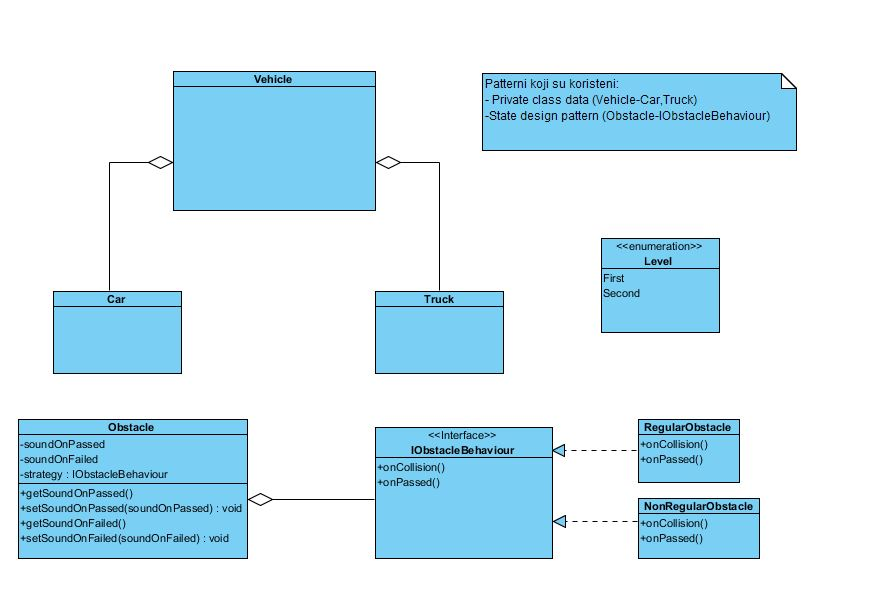 Vehicle
Patterni koji su koristeni:
- Private class data (Vehicle-Car,Truck)
-State design pattern (Obstacle-IObstacleBehaviour)
<<enumeration>>
Level
First
Second
Car
Truck
Obstacle
-soundOnPassed
-soundOnFailed
-strategy : IObstacleBehaviour
+getSoundOnPassed()
+setSoundOnPassed(soundOnPassed) : void
+getSoundOnFailed()
+setSoundOnFailed(soundOnFailed) : void
<<Interface>>
IObstacleBehaviour
+onCollision()
+onPassed()
RegularObstacle
+onCollision()
+onPassed()
NonRegularObstacle
+onCollision()
+onPassed()